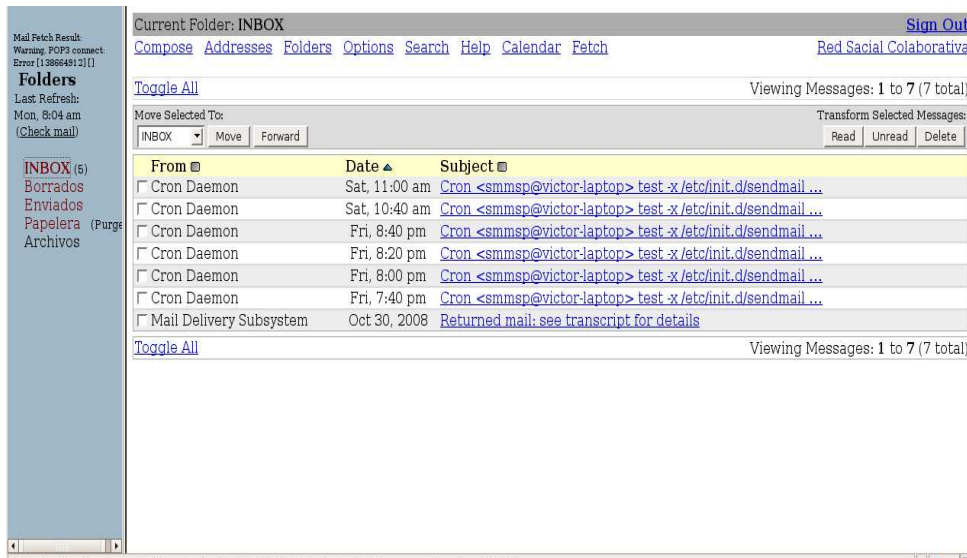 Mail Fetch Result:
Warning, POP3 connect:
Error [138664912] []
Folders
Last Refresh:
Mon, 8:04 am
(Check mail)
INBOX (5)
Borrados
Enviados
Papelera (Purge
Archivos
Current Folder: INBOX Sign Out
Compose Addresses Folders Options Search Help Calendar Fetch Red Sacial Colaborativa
Toggle All Viewing Messages: 1 to 7 (7 total)
Move Selected To: Transform Selected Messages:
INBOX Move Forward Read Unread Delete
From Date Subject
Cron Daemon Sat, 11:00 am Cron <smmsp@victor-laptop> test -x /etc/init.d/sendmail ...
Cron Daemon Sat, 10:40 am Cron <smmsp@victor-laptop> test -x /etc/init.d/sendmail ...
Cron Daemon Fri, 8:40 pm Cron <smmsp@victor-laptop> test -x /etc/init.d/sendmail ...
Cron Daemon Fri, 8:20 pm Cron <smmsp@victor-laptop> test -x /etc/init.d/sendmail ...
Cron Daemon Fri, 8:00 pm Cron <smmsp@victor-laptop> test -x /etc/init.d/sendmail ...
Cron Daemon Fri, 7:40 pm Cron <smmsp@victor-laptop> test -x /etc/init.d/sendmail ...
Mail Delivery Subsystem Oct 30, 2008 Returned mail: see transcript for details
Toggle All Viewing Messages: 1 to 7 (7 total)